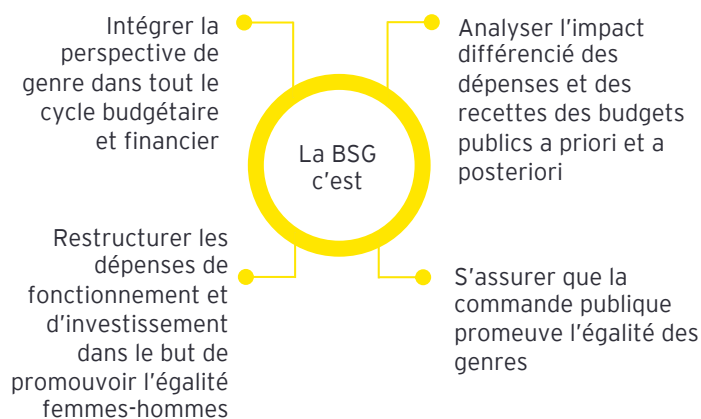 Intégrer la
perspective de
genre dans tout le
cycle budgétaire
et financier
Analyser l'impact
différencié des
dépenses et des
recettes des budgets
publics a priori et a
posteriori
La BSG
c'est
Restructurer les
dépenses de
fonctionnement et
d'investissement
dans le but de
promouvoir l'égalité
femmes-hommes
S'assurer que la
commande publique
promeuve l'égalité des
genres